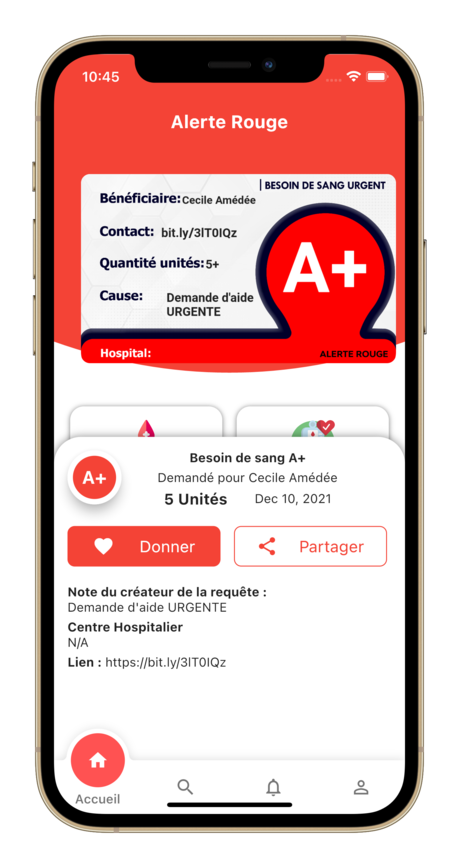 10:45
Alerte Rouge
| BESOIN DE SANG URGENT
Bénéficiaire: Cecile Amédée
Contact: bit.ly/3IT0IQz
Quantité unités: 5+
Cause: Demande d'aide
URGENTE
A+
Hospital:
ALERTE ROUGE
A+
Besoin de sang A+
Demandé pour Cecile Amédée
5 Unités Dec 10, 2021
Donner
Partager
Note du créateur de la requête :
Demande d'aide URGENTE
Centre Hospitalier
N/A
Lien : https://bit.ly/3IT0IQz
Accueil